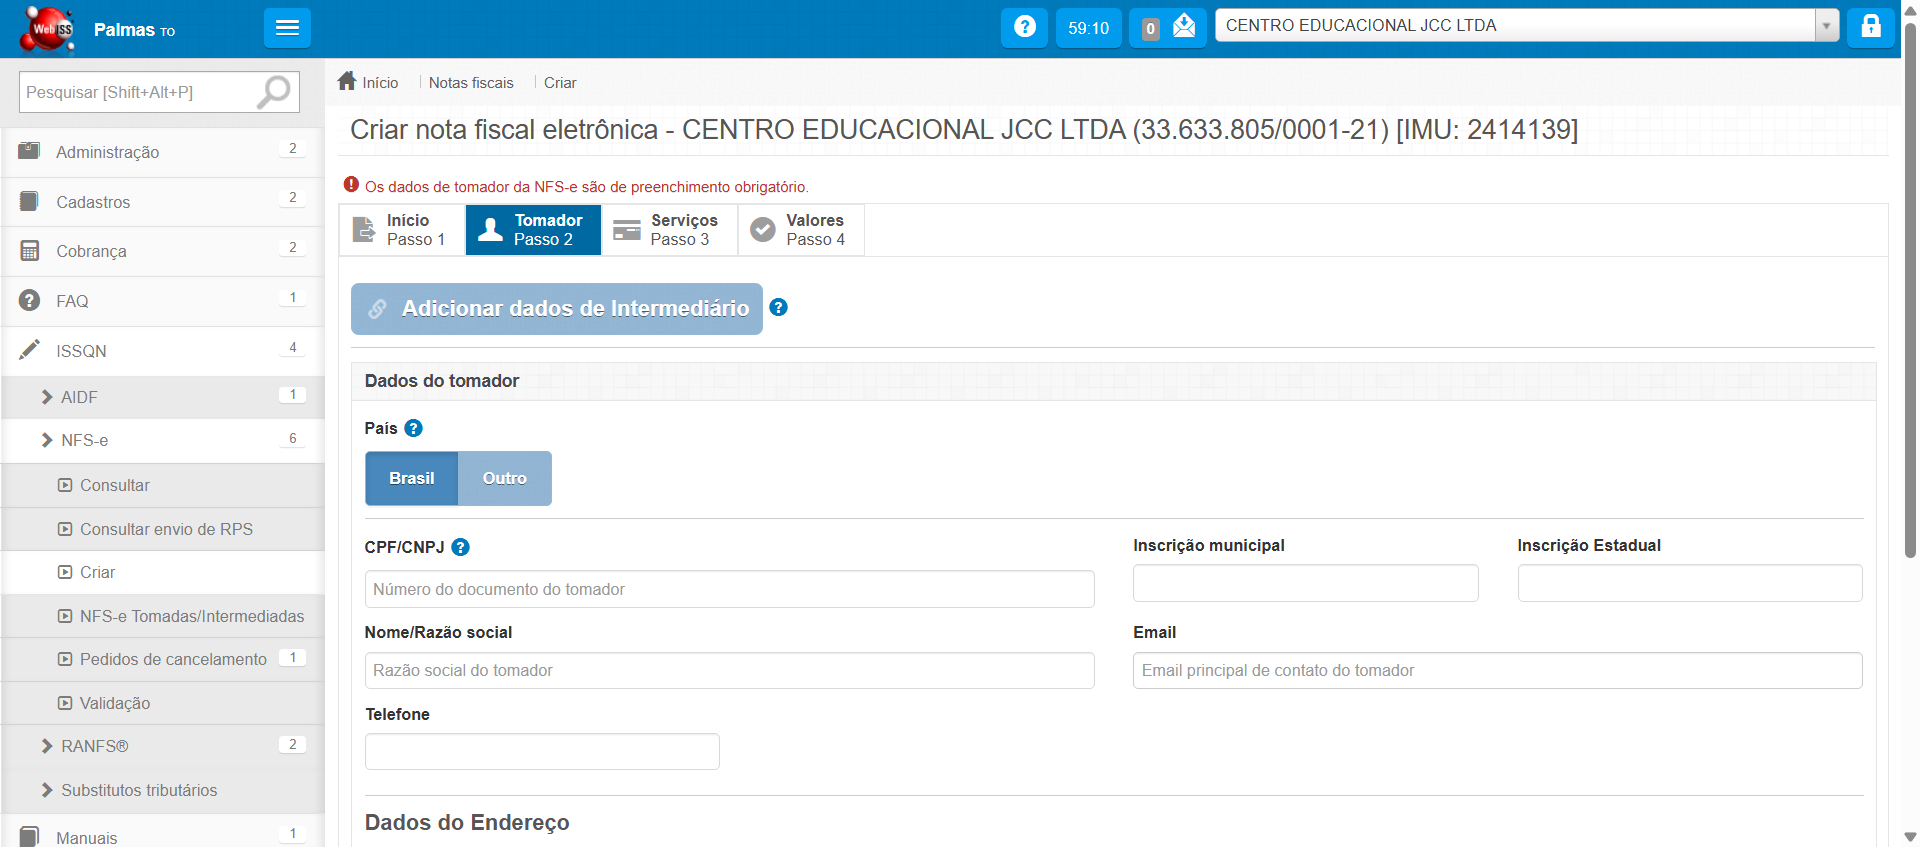 WebISS
Palmas TO
59:10
0
CENTRO EDUCACIONAL JCC LTDA
Pesquisar [Shift+Alt+P]
Administração 2
Cadastros 2
Cobrança 2
FAQ 1
ISSQN 4
AIDF 1
NFS-e 6
Consultar
Consultar envio de RPS
Criar
NFS-e Tomadas/Intermediadas
Pedidos de cancelamento 1
Validação
RANFS® 2
Substitutos tributários
Manuais 1
Início
Notas fiscais
Criar
Criar nota fiscal eletrônica - CENTRO EDUCACIONAL JCC LTDA (33.633.805/0001-21) [IMU: 2414139]
Os dados de tomador da NFS-e são de preenchimento obrigatório.
Início
Passo 1
Tomador
Passo 2
Serviços
Passo 3
Valores
Passo 4
Adicionar dados de Intermediário
Dados do tomador
País
Brasil
Outro
CPF/CNPJ
Número do documento do tomador
Inscrição municipal
Inscrição Estadual
Nome/Razão social
Razão social do tomador
Email
Email principal de contato do tomador
Telefone
Dados do Endereço